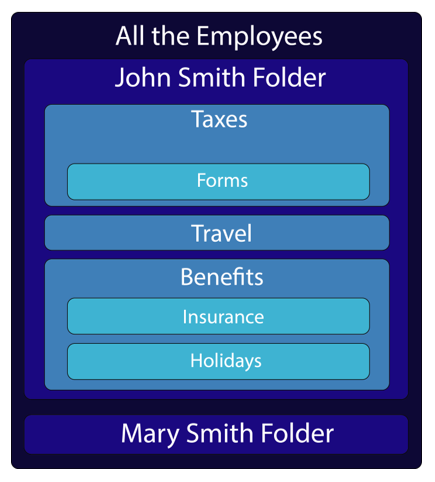 All the Employees
John Smith Folder
Taxes
Forms
Travel
Benefits
Insurance
Holidays
Mary Smith Folder